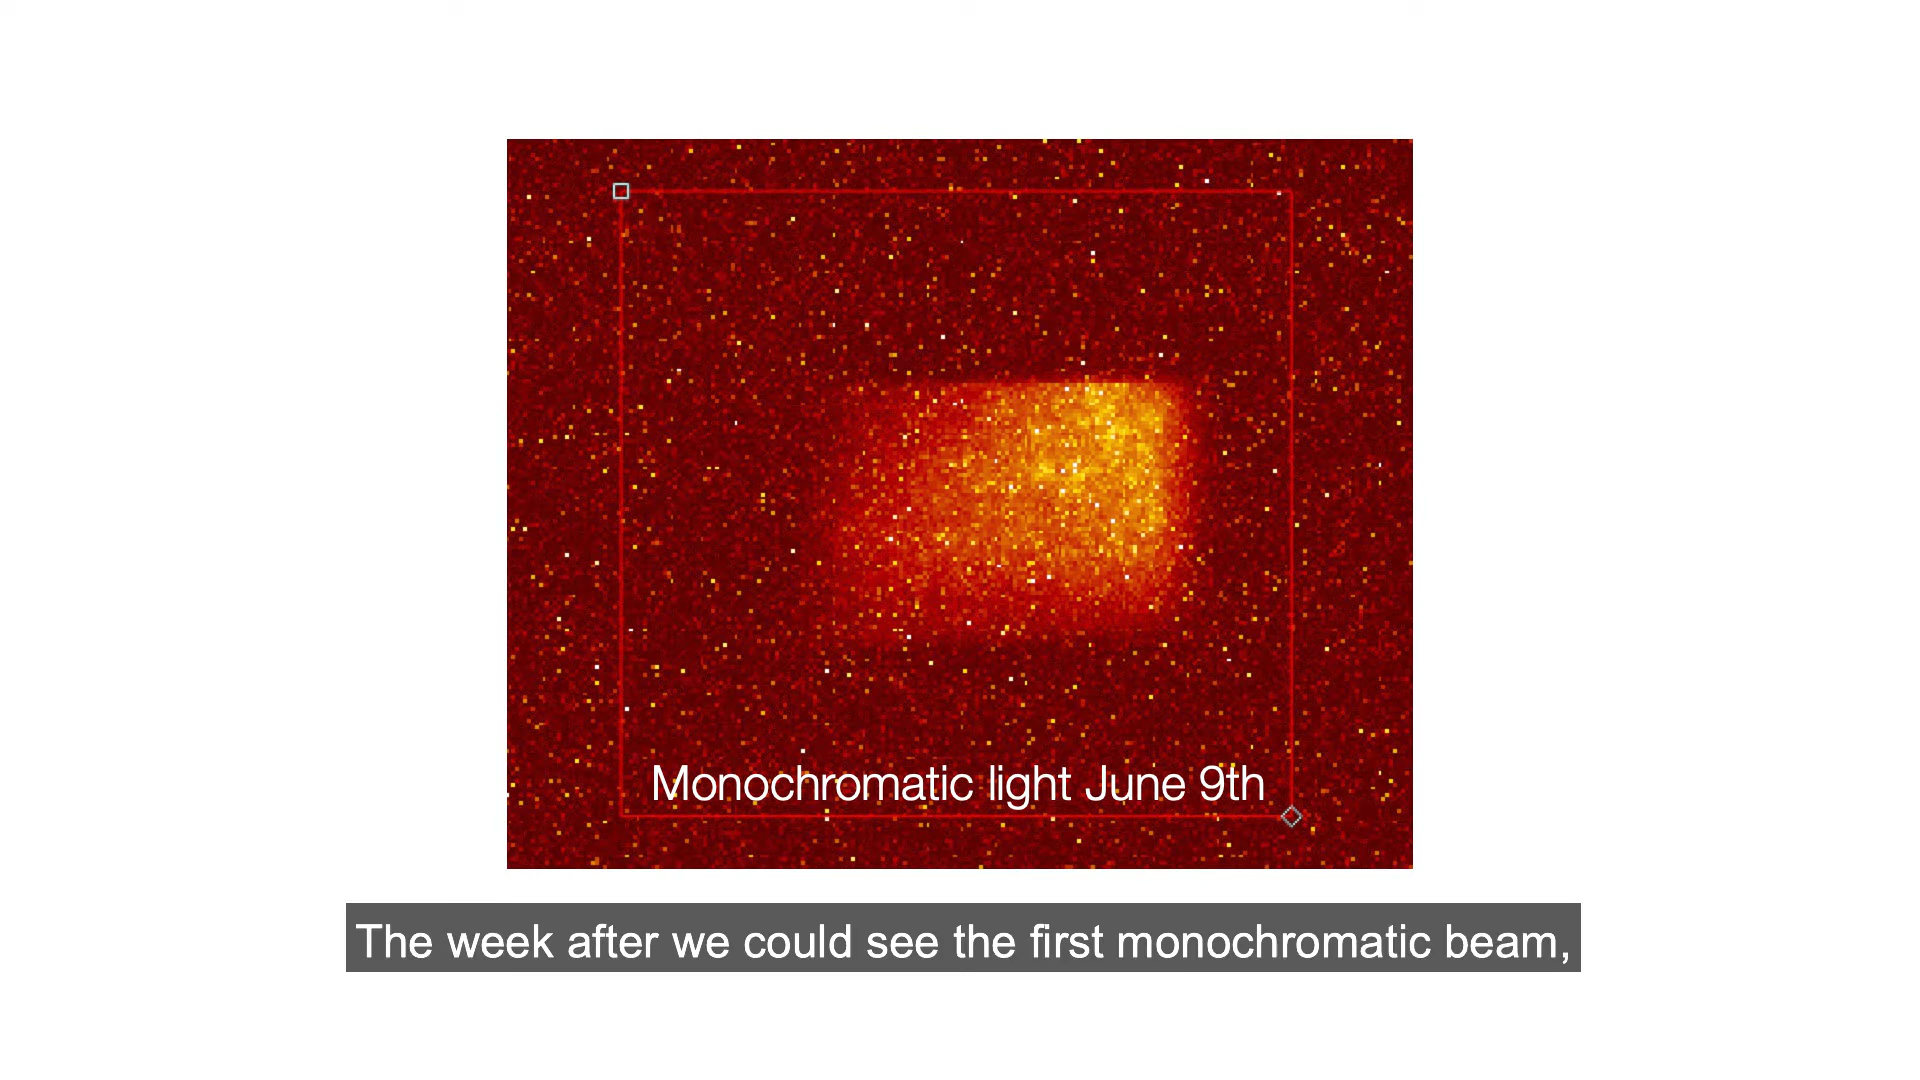 Monochromatic light June 9th
The week after we could see the first monochromatic beam,